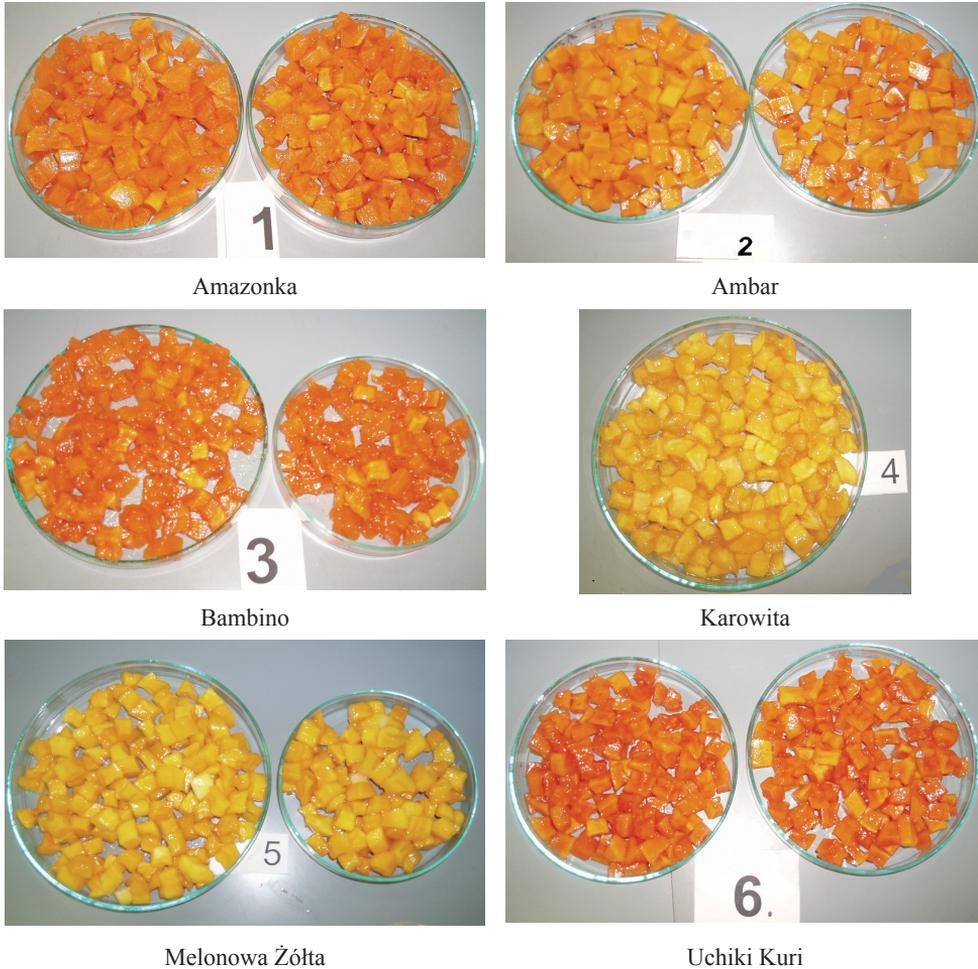 1
2
Amazonka
Ambar
3
4
Bambino
Karowita
5
6.
Melonowa Żółta
Uchiki Kuri